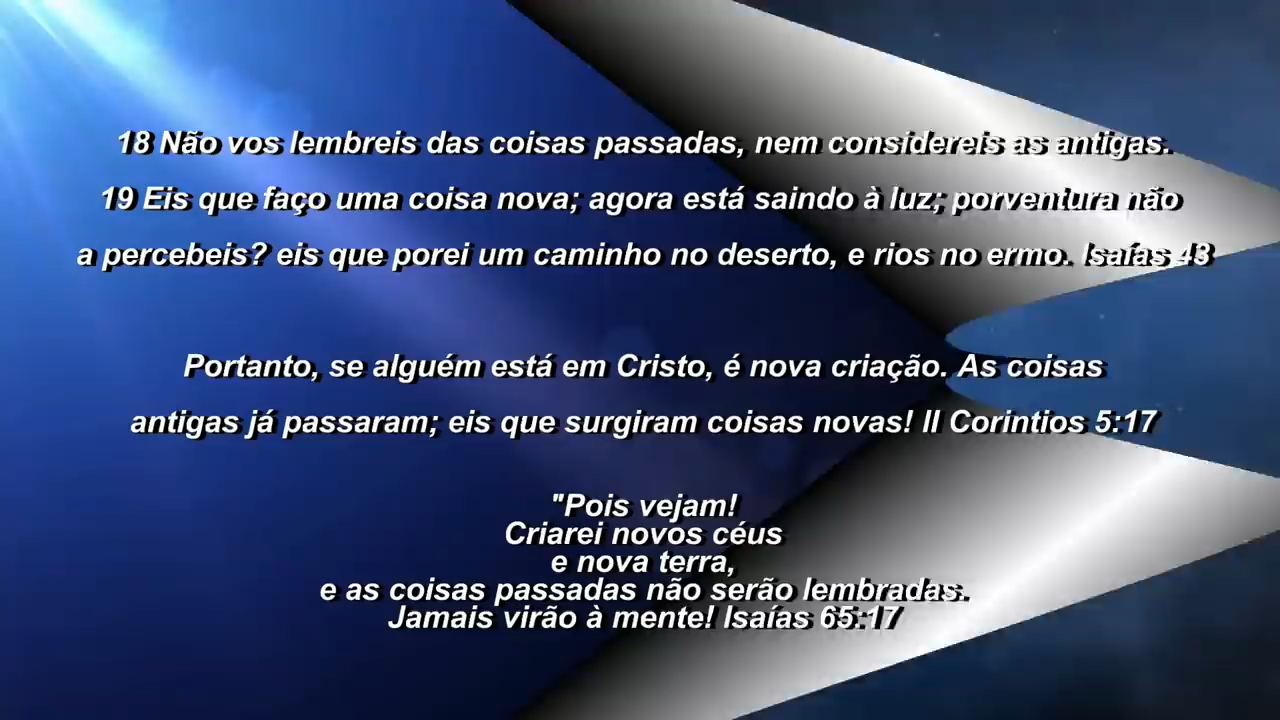 18 Não vos lembreis das coisas passadas, nem considereis as antigas.
19 Eis que faço uma coisa nova; agora está saindo à luz; porventura não
a percebeis? eis que porei um caminho no deserto, e rios no ermo. Isaías 43
Portanto, se alguém está em Cristo, é nova criação. As coisas
antigas já passaram; eis que surgiram coisas novas! II Corintios 5:17
"Pois vejam!
Criarei novos céus
e nova terra,
e as coisas passadas não serão lembradas.
Jamais virão à mente! Isaías 65:17